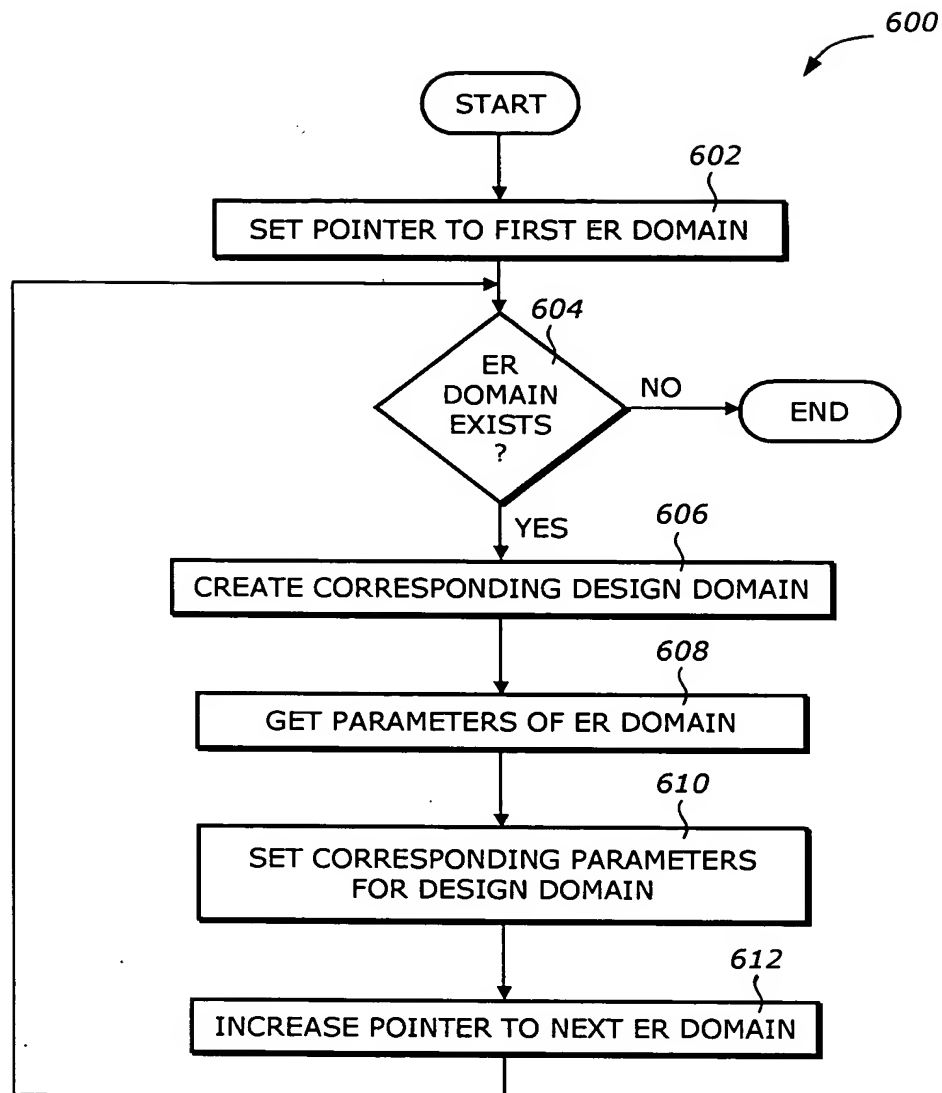 600
START
602
SET POINTER TO FIRST ER DOMAIN
604
ER
DOMAIN
EXISTS
?
NO
END
YES
606
CREATE CORRESPONDING DESIGN DOMAIN
608
GET PARAMETERS OF ER DOMAIN
610
SET CORRESPONDING PARAMETERS
FOR DESIGN DOMAIN
612
INCREASE POINTER TO NEXT ER DOMAIN